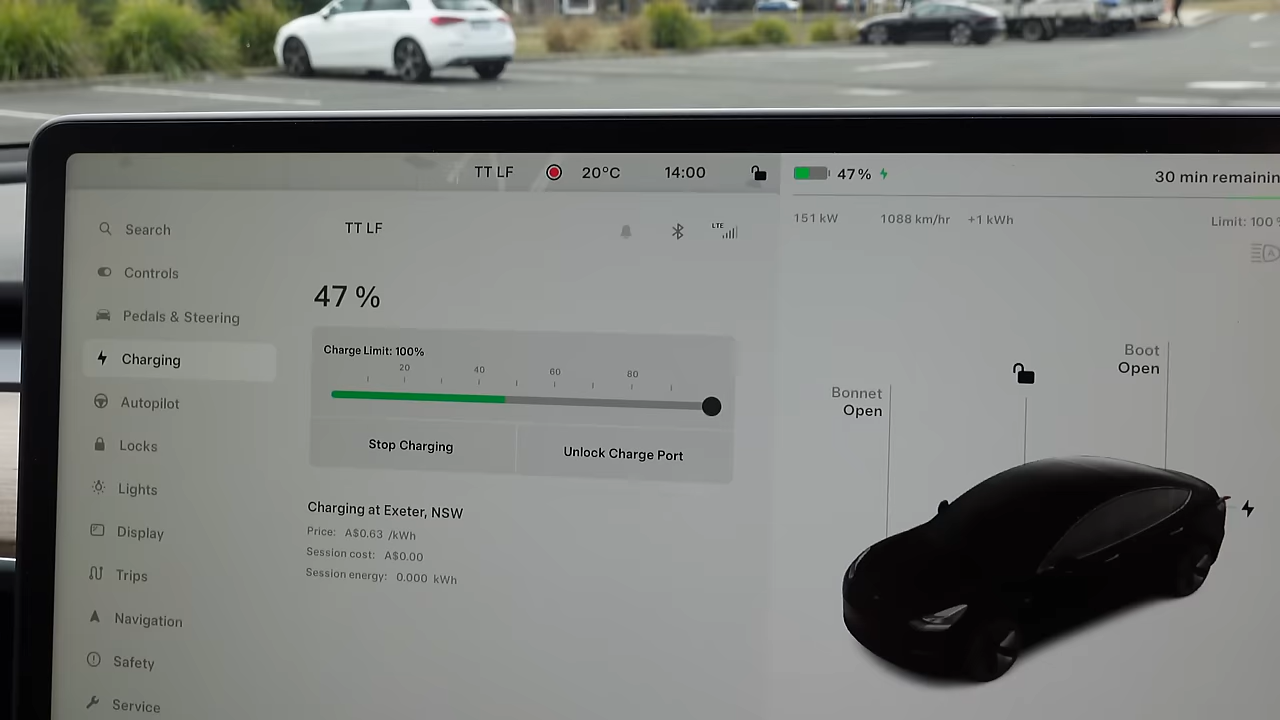 TT LF 20°C 14:00
47% 30 min remainin
151 kW 1088 km/hr +1 kWh Limit: 100 %
Search
Controls
Pedals & Steering
Charging
Autopilot
Locks
Lights
Display
Trips
Navigation
Safety
Service
TT LF
LTE
47 %
Charge Limit: 100%
20 40 60 80
Stop Charging Unlock Charge Port
Charging at Exeter, NSW
Price: A$0.63 /kWh
Session cost: A$0.00
Session energy: 0.000 kWh
A
Boot
Open
Bonnet
Open